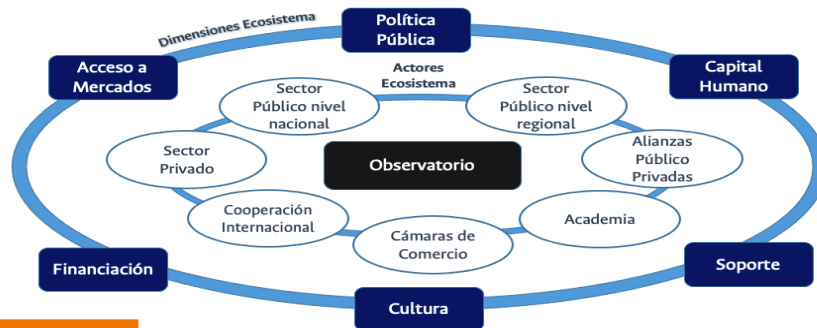 Dimensiones Ecosistema
Política
Pública
Acceso a
Mercados
Capital
Humano
Actores
Ecosistema
Sector
Público nivel
nacional
Sector
Público nivel
regional
Sector
Privado
Observatorio
Alianzas
Público
Privadas
Cooperación
Internacional
Cámaras de
Comercio
Academia
Financiación
Cultura
Soporte